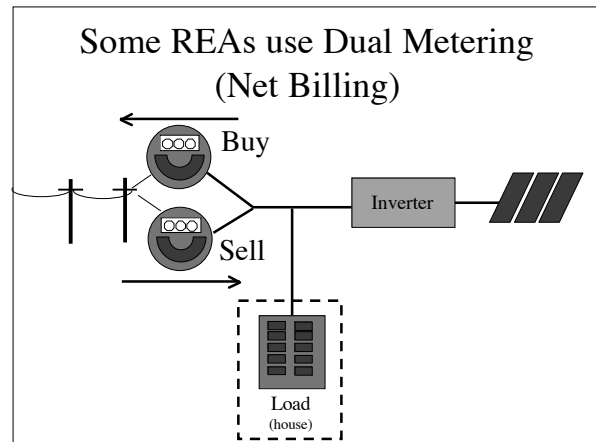 Some REAs use Dual Metering
(Net Billing)
Buy
Inverter
Sell
Load
(house)